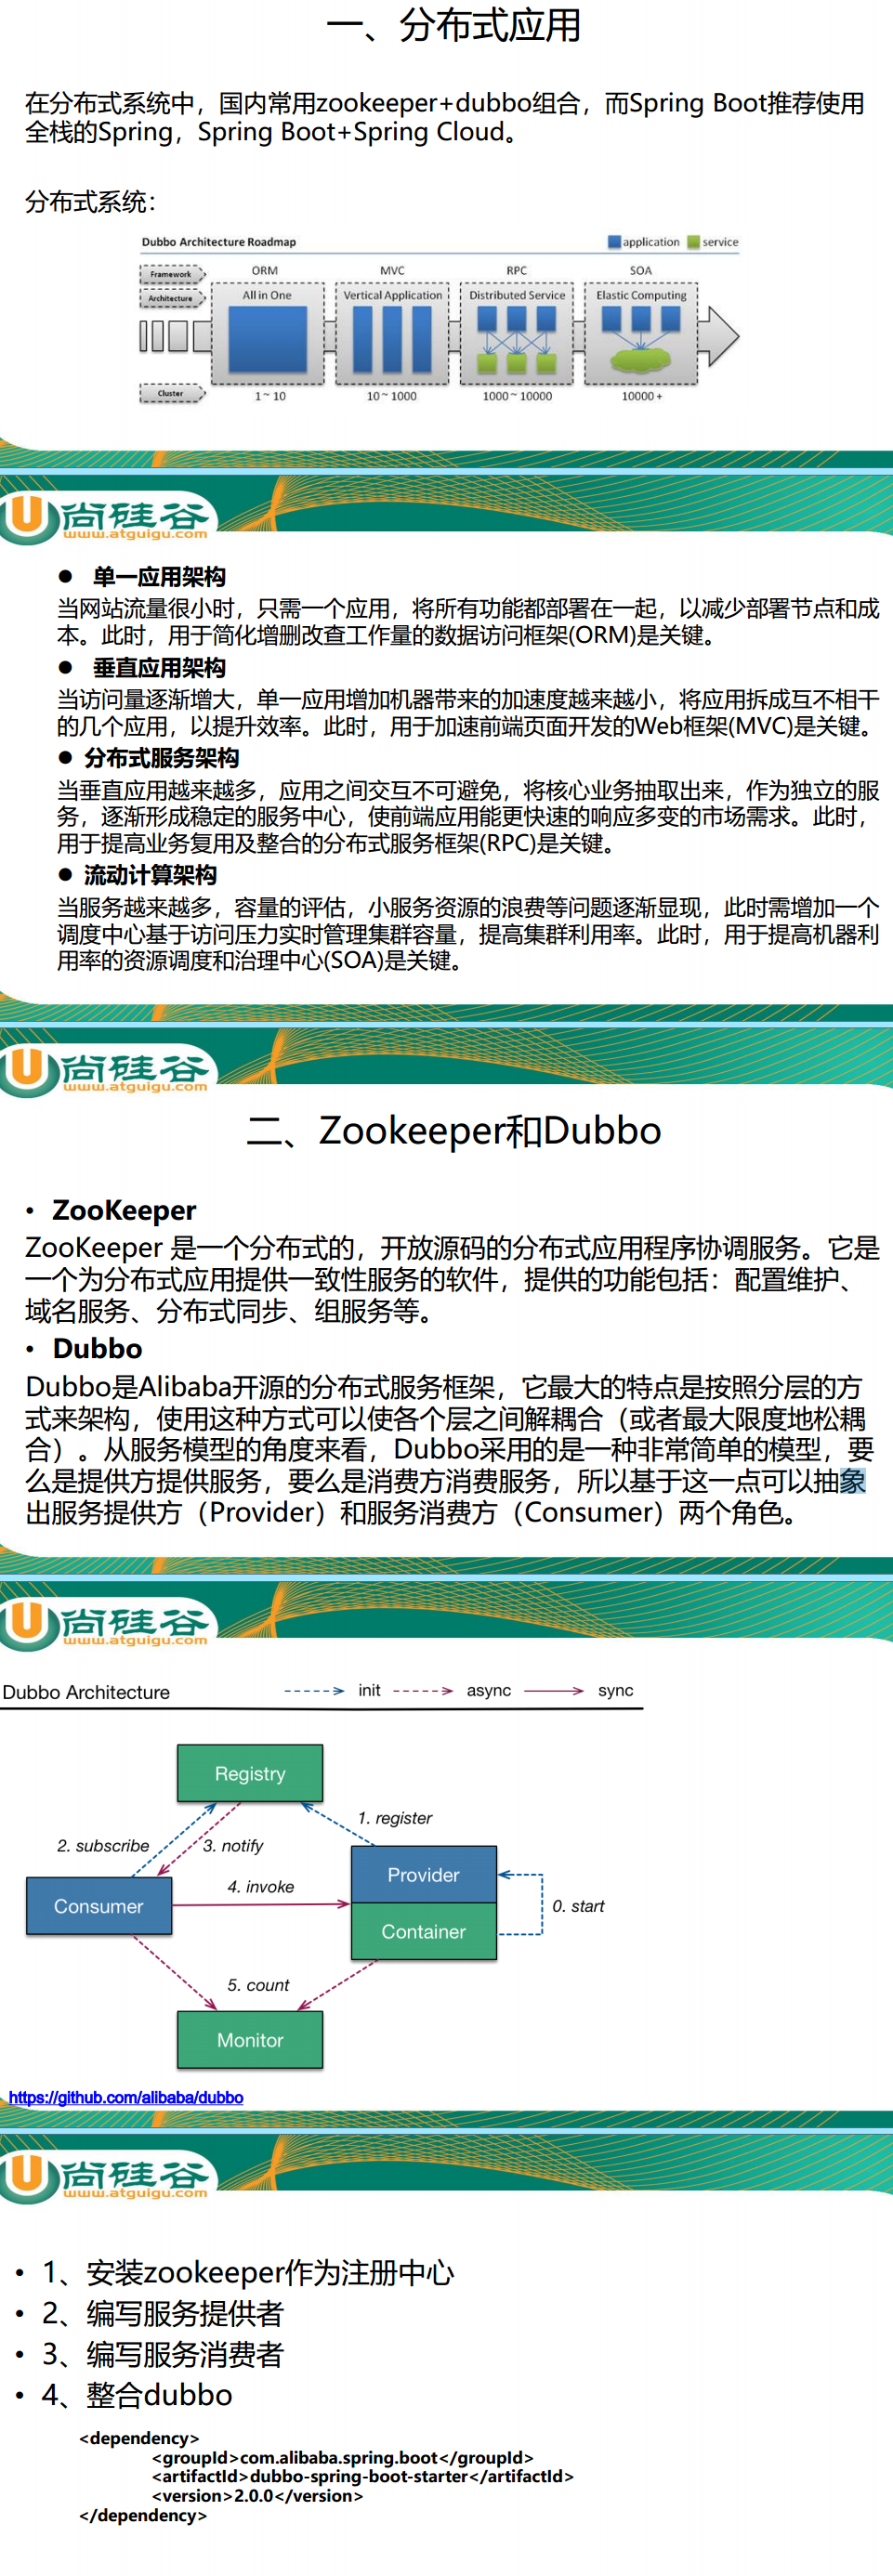 一、分布式应用
在分布式系统中，国内常用zookeeper+dubbo组合，而Spring Boot推荐使用
全栈的Spring，Spring Boot+Spring Cloud。
分布式系统：
Dubbo Architecture Roadmap
application
service
Framework
ORM
MVC
RPC
SOA
Architecture
All in One
Vertical Application
Distributed Service
Elastic Computing
Cluster
1 ~ 10
10 ~ 1000
1000 ~ 10000
10000 +
U尚硅谷
www.atguigu.com
● 单一应用架构
当网站流量很小时，只需一个应用，将所有功能都部署在一起，以减少部署节点和成
本。此时，用于简化增删改查工作量的数据访问框架(ORM)是关键。
● 垂直应用架构
当访问量逐渐增大，单一应用增加机器带来的加速度越来越小，将应用拆成互不相干
的几个应用，以提升效率。此时，用于加速前端页面开发的Web框架(MVC)是关键。
● 分布式服务架构
当垂直应用越来越多，应用之间交互不可避免，将核心业务抽取出来，作为独立的服
务，逐渐形成稳定的服务中心，使前端应用能更快速的响应多变的市场需求。此时，
用于提高业务复用及整合的分布式服务框架(RPC)是关键。
● 流动计算架构
当服务越来越多，容量的评估，小服务资源的浪费等问题逐渐显现，此时需增加一个
调度中心基于访问压力实时管理集群容量，提高集群利用率。此时，用于提高机器利
用率的资源调度和治理中心(SOA)是关键。
U尚硅谷
www.atguigu.com
二、Zookeeper和Dubbo
• ZooKeeper
ZooKeeper 是一个分布式的，开放源码的分布式应用程序协调服务。它是
一个为分布式应用提供一致性服务的软件，提供的功能包括：配置维护、
域名服务、分布式同步、组服务等。
• Dubbo
Dubbo是Alibaba开源的分布式服务框架，它最大的特点是按照分层的方
式来架构，使用这种方式可以使各个层之间解耦合（或者最大限度地松耦
合）。从服务模型的角度来看，Dubbo采用的是一种非常简单的模型，要
么是提供方提供服务，要么是消费方消费服务，所以基于这一点可以抽象
出服务提供方（Provider）和服务消费方（Consumer）两个角色。
U尚硅谷
www.atguigu.com
Dubbo Architecture
init
async
sync
Registry
1. register
2. subscribe
3. notify
Provider
4. invoke
Consumer
0. start
Container
5. count
Monitor
https://github.com/alibaba/dubbo
U尚硅谷
www.atguigu.com
• 1、安装zookeeper作为注册中心
• 2、编写服务提供者
• 3、编写服务消费者
• 4、整合dubbo
<dependency>
<groupId>com.alibaba.spring.boot</groupId>
<artifactId>dubbo-spring-boot-starter</artifactId>
<version>2.0.0</version>
</dependency>